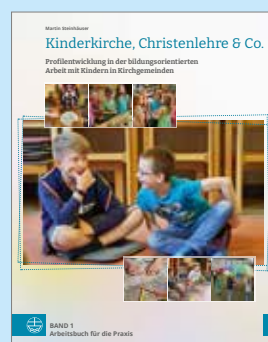 Martin Steinhäuser
Kinderkirche, Christenlehre & Co.
Profilentwicklung in der bildungsorientierten
Arbeit mit Kindern in Kirchgemeinden
BAND 1
Arbeitsbuch für die Praxis